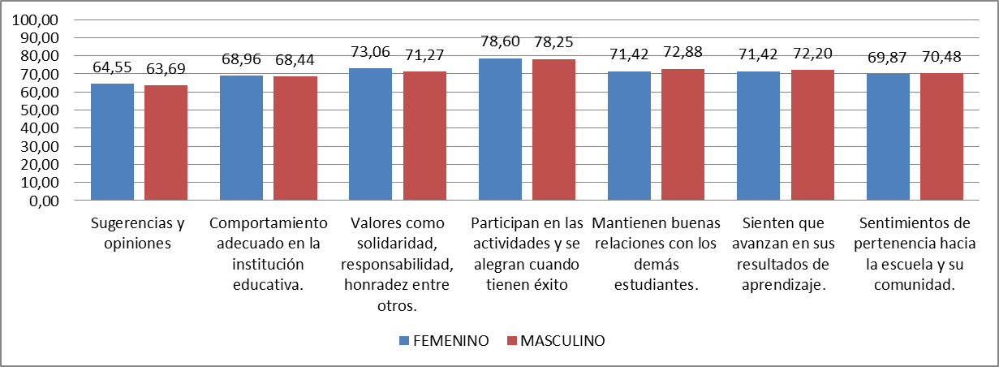 100,00
90,00
80,00
70,00
60,00
50,00
40,00
30,00
20,00
10,00
0,00
64,55 63,69 68,96 68,44 73,06 71,27 78,60 78,25 71,42 72,88 71,42 72,20 69,87 70,48
Sugerencias y
opiniones
Comportamiento
adecuado en la
institución
educativa.
Valores como
solidaridad,
responsabilidad,
honradez entre
otros.
Participan en las
actividades y se
alegran cuando
tienen éxito
Mantienen buenas
relaciones con los
demás
estudiantes.
Sienten que
avanzan en sus
resultados de
aprendizaje.
Sentimientos de
pertenencia hacia
la escuela y su
comunidad.
FEMENINO MASCULINO